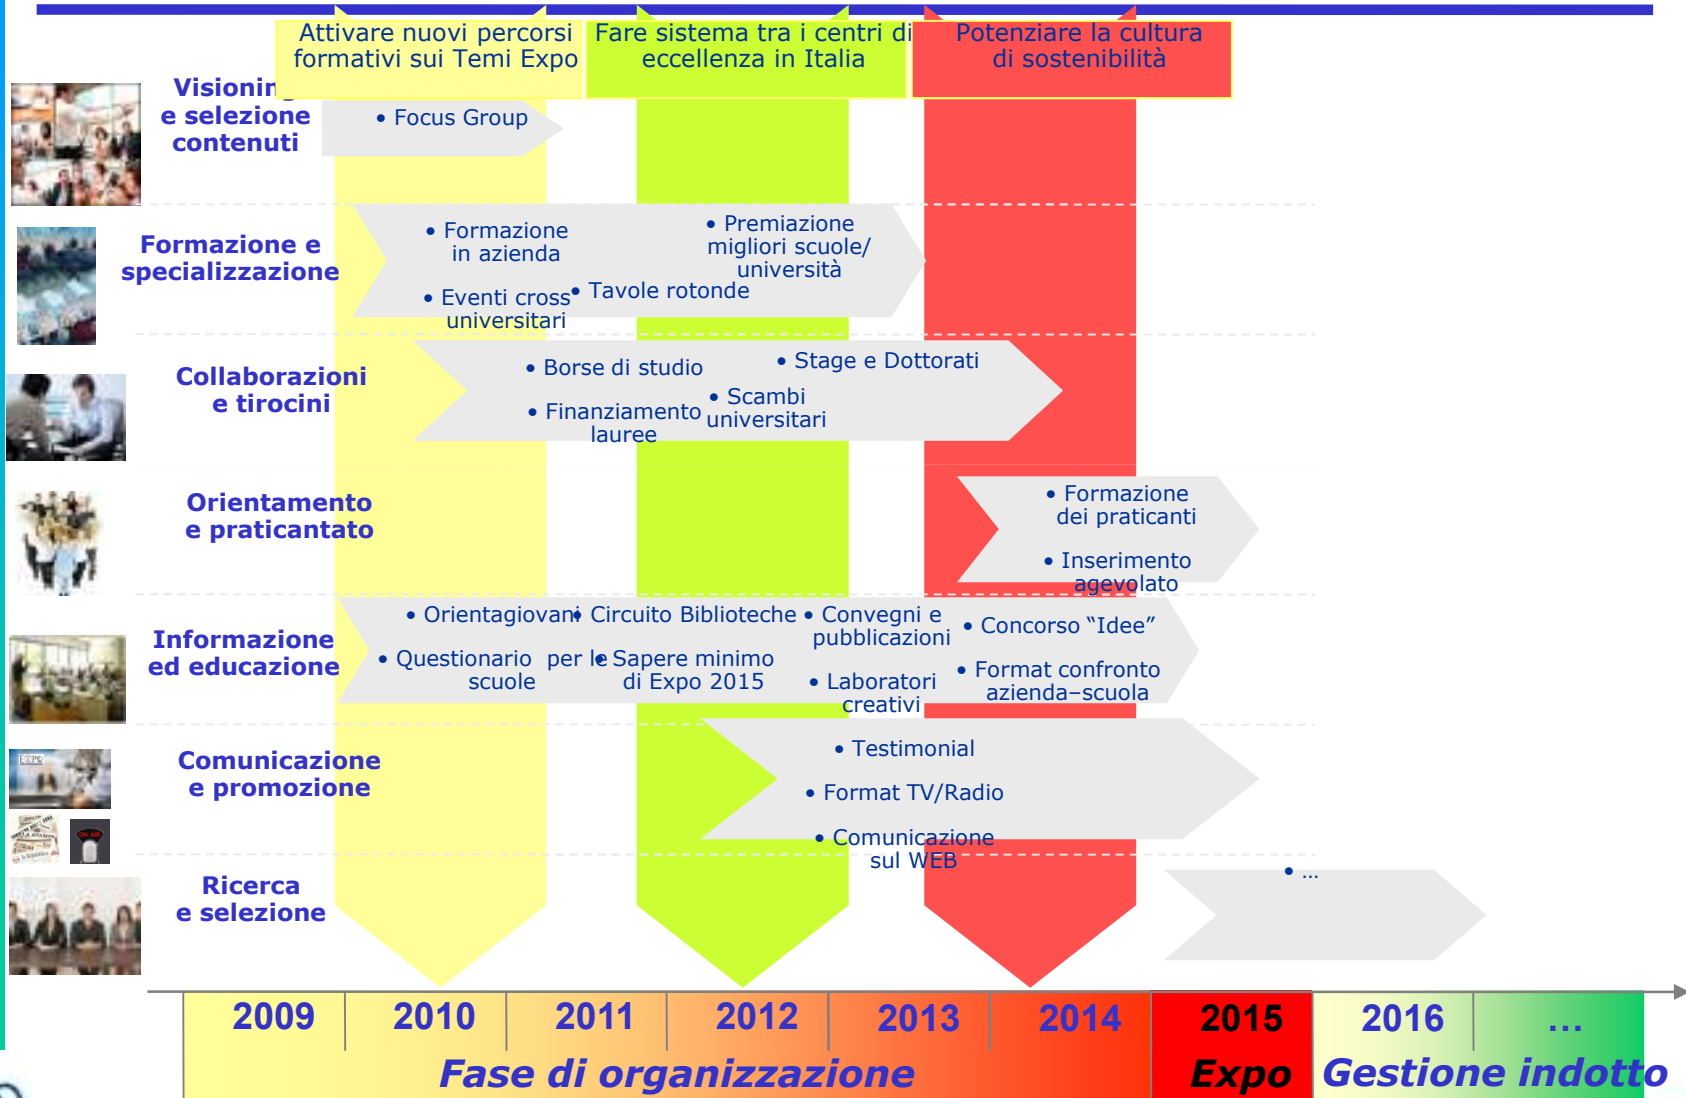 Attivare nuovi percorsi
formativi sui Temi Expo
Fare sistema tra i centri di
eccellenza in Italia
Potenziare la cultura
di sostenibilità
Visioning
e selezione
contenuti
• Focus Group
Formazione e
specializzazione
• Formazione
in azienda
• Eventi cross
universitari
• Tavole rotonde
• Premiazione
migliori scuole/
università
Collaborazioni
e tirocini
• Borse di studio
• Finanziamento
lauree
• Stage e Dottorati
• Scambi
universitari
Orientamento
e praticantato
• Formazione
dei praticanti
• Inserimento
agevolato
Informazione
ed educazione
• Orientagiovani
• Questionario per le
scuole
• Circuito Biblioteche
• Sapere minimo
di Expo 2015
• Convegni e
pubblicazioni
• Laboratori
creativi
• Concorso “Idee”
• Format confronto
azienda–scuola
Comunicazione
e promozione
EXPO
ON AIR
• Testimonial
• Format TV/Radio
• Comunicazione
sul WEB
Ricerca
e selezione
• ...
2009 2010 2011 2012 2013 2014 2015 2016 ...
Fase di organizzazione Expo Gestione indotto